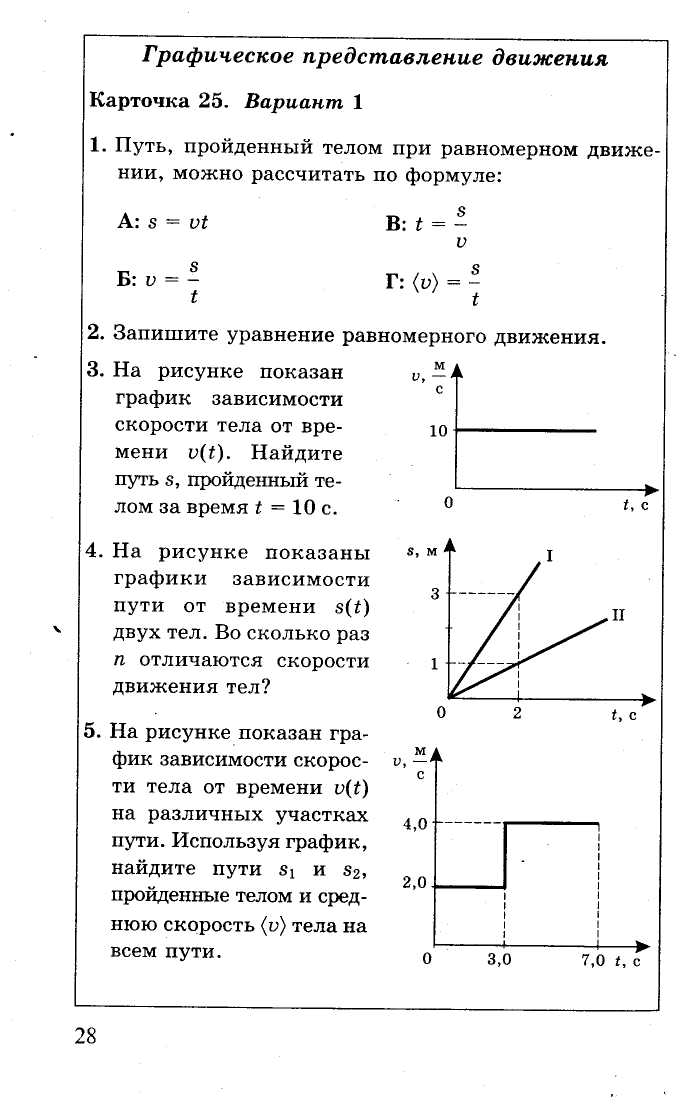 Графическое представление движения
Карточка 25. Вариант 1
1. Путь, пройденный телом при равномерном движе-
нии, можно рассчитать по формуле:
А: s = vt
В: t = s/v
Б: v = s/t
Г: ⟨v⟩ = s/t
2. Запишите уравнение равномерного движения.
3. На рисунке показан
график зависимости
скорости тела от вре-
мени v(t). Найдите
путь s, пройденный те-
лом за время t = 10 с.
v, м/с
10
0
t, с
4. На рисунке показаны
графики зависимости
пути от времени s(t)
двух тел. Во сколько раз
n отличаются скорости
движения тел?
s, м
I
3
II
1
0
2
t, с
5. На рисунке показан гра-
фик зависимости скорос-
ти тела от времени v(t)
на различных участках
пути. Используя график,
найдите пути s₁ и s₂,
пройденные телом и сред-
нюю скорость ⟨v⟩ тела на
всем пути.
v, м/с
4,0
2,0
0
3,0
7,0
t, с
28